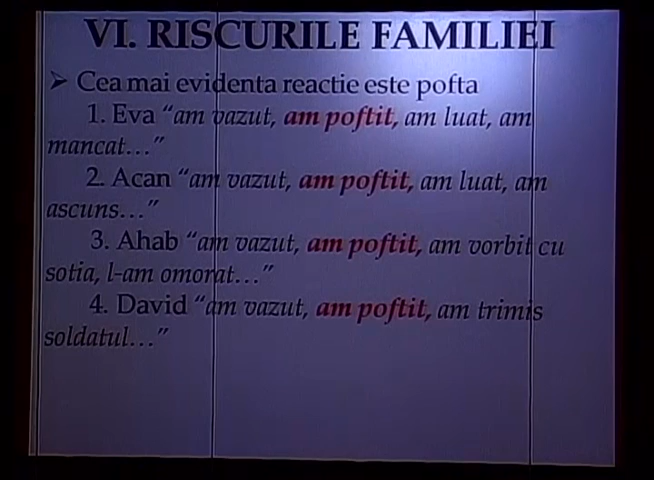 VI. RISCURILE FAMILIEI
➤ Cea mai evidenta reactie este pofta
1. Eva “am vazut, am poftit, am luat, am
mancat…”
2. Acan “am vazut, am poftit, am luat, am
ascuns…”
3. Ahab “am vazut, am poftit, am vorbit cu
sotia, l-am omorat…”
4. David “am vazut, am poftit, am trimis
soldatul…”